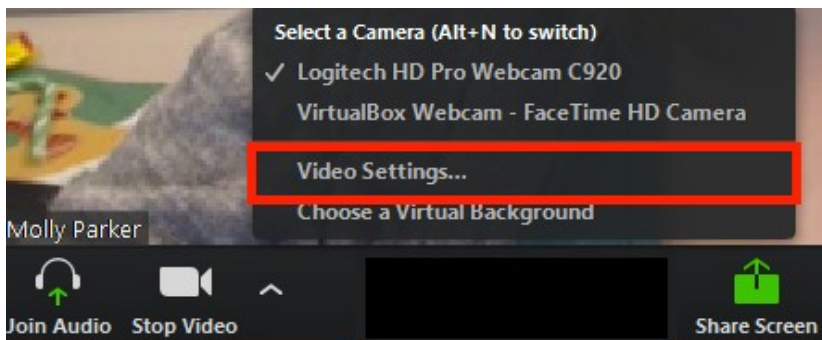 Select a Camera (Alt+N to switch)
✓ Logitech HD Pro Webcam C920
VirtualBox Webcam - FaceTime HD Camera
Video Settings...
Choose a Virtual Background
Molly Parker
Join Audio Stop Video Share Screen